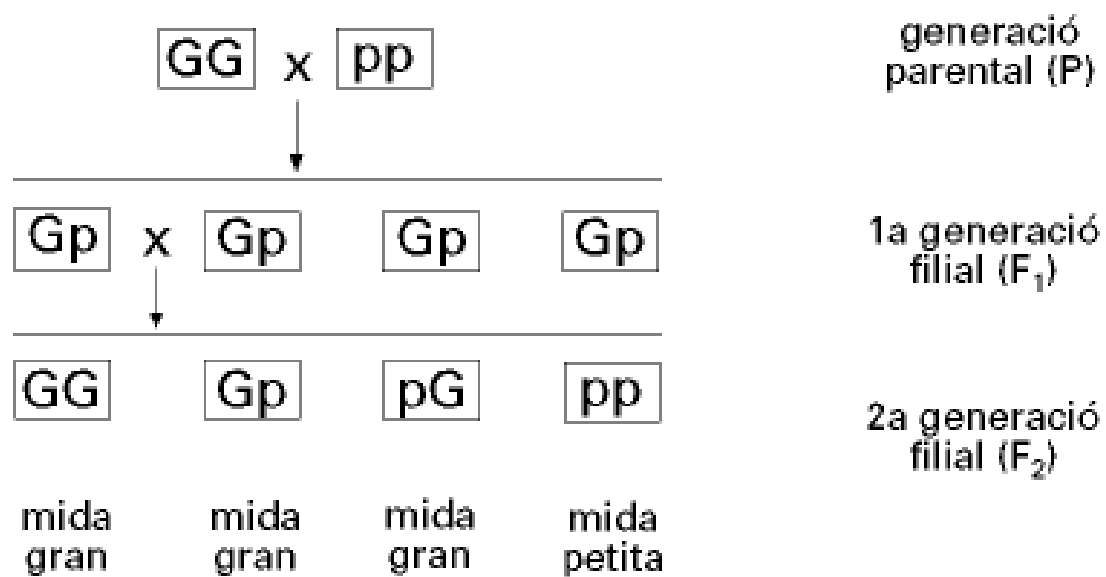 GG x pp
generació
parental (P)
Gp x Gp Gp Gp
1a generació
filial (F₁)
GG Gp pG pp
2a generació
filial (F₂)
mida mida mida mida
gran gran gran petita